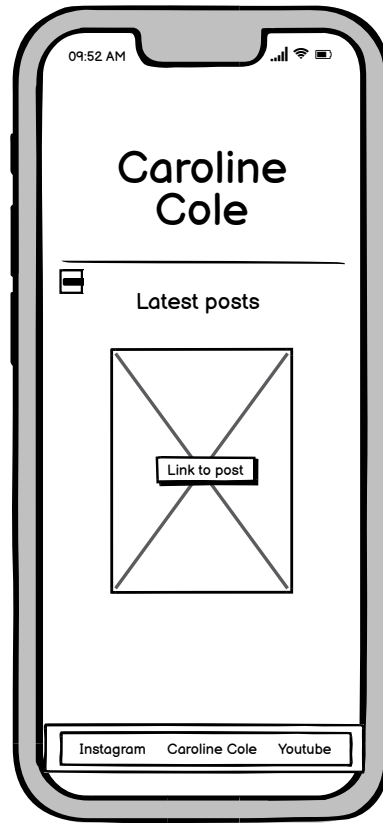 09:52 AM
Caroline
Cole
Latest posts
Link to post
Instagram Caroline Cole Youtube